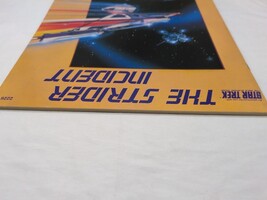 STAR TREK
THE STRIDER
INCIDENT